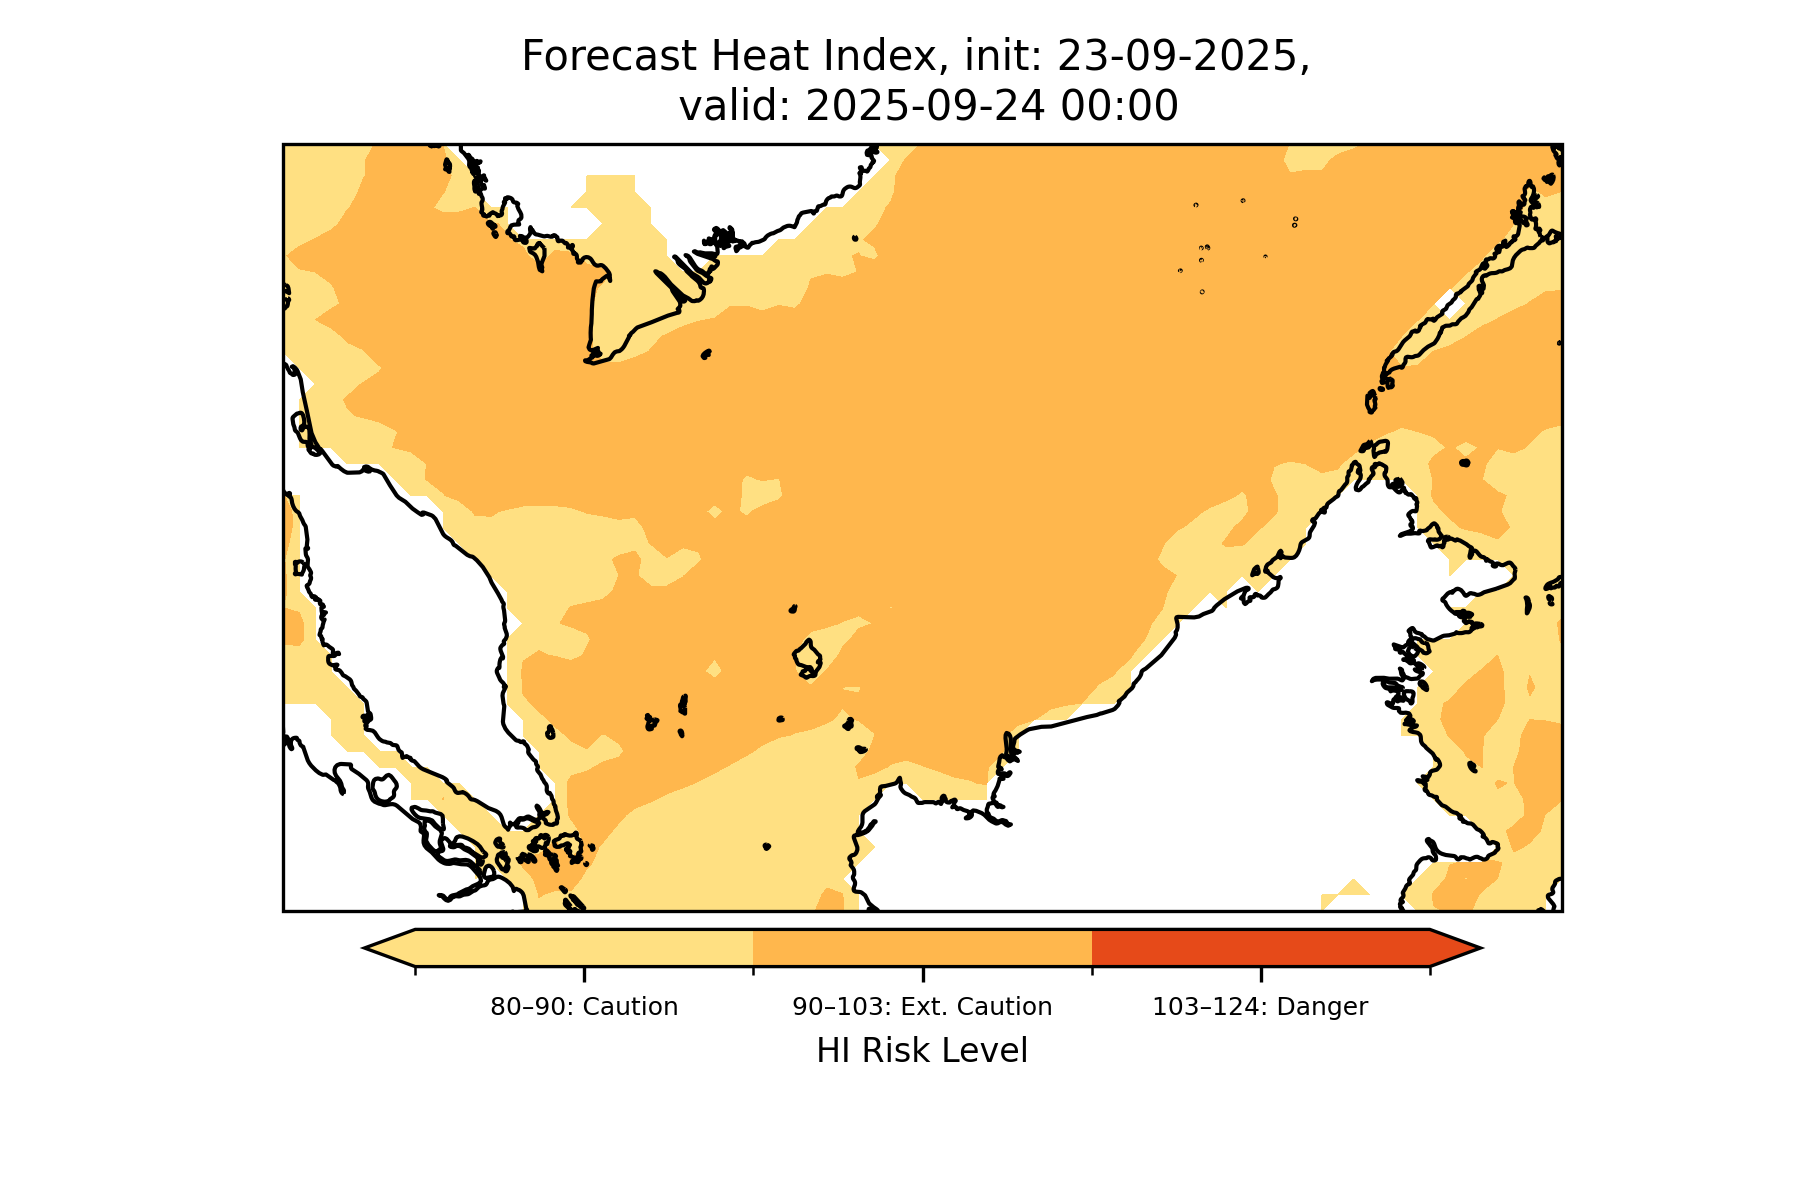 Forecast Heat Index, init: 23-09-2025,
valid: 2025-09-24 00:00
80–90: Caution
90–103: Ext. Caution
103–124: Danger
HI Risk Level